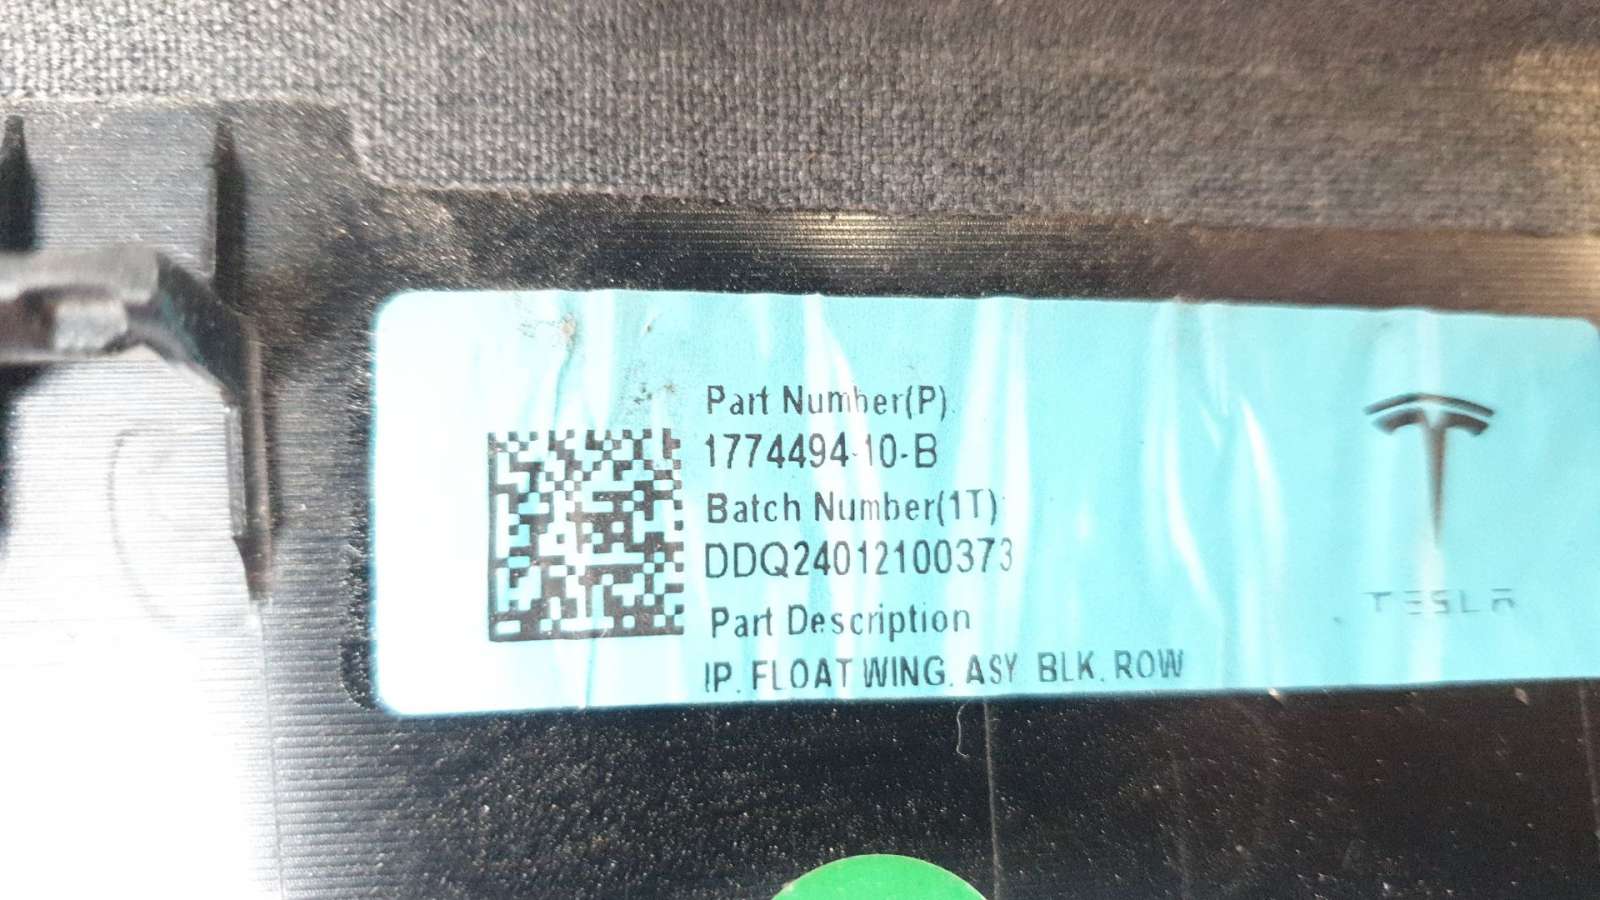 Part Number(P)
1774494-10-B
Batch Number(1T)
DDQ24012100373
Part Description
IP, FLOAT WING, ASY, BLK, ROW
TESLA